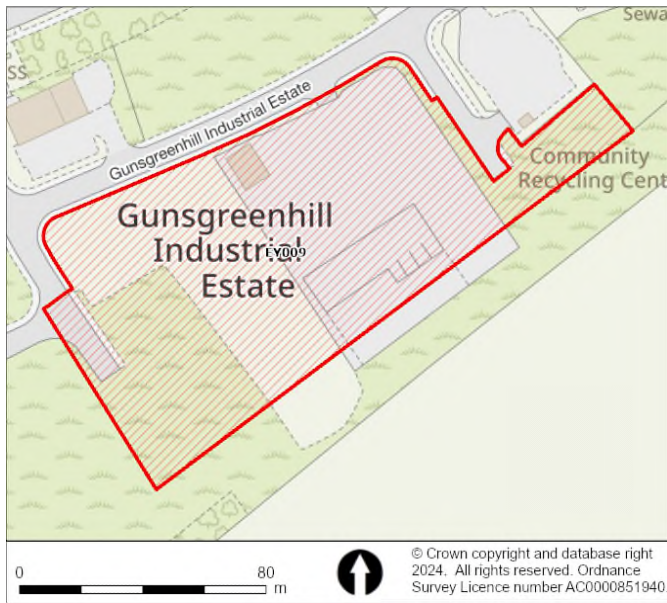 Sewa
SS
Gunsgreenhill Industrial Estate
Community
Recycling Cent
Gunsgreenhill
Industrial
EY009
Estate
0 80
m
© Crown copyright and database right
2024. All rights reserved. Ordnance
Survey Licence number AC0000851940